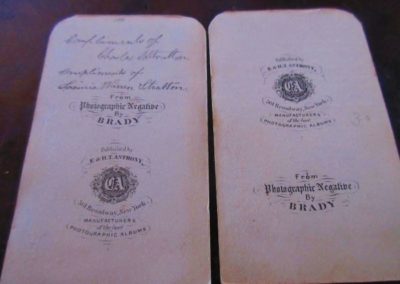 Compliments of
Charles Stratton
Compliments of
Lavinia Warren Stratton
From
Photographic Negative
By
BRADY
Published by
E. & H.T. ANTHONY,
501 Broadway, New York
MANUFACTURERS
of the best
PHOTOGRAPHIC ALBUMS
Published by
E. & H.T. ANTHONY,
501 Broadway, New York
MANUFACTURERS
of the best
PHOTOGRAPHIC ALBUMS
From
Photographic Negative
By
BRADY